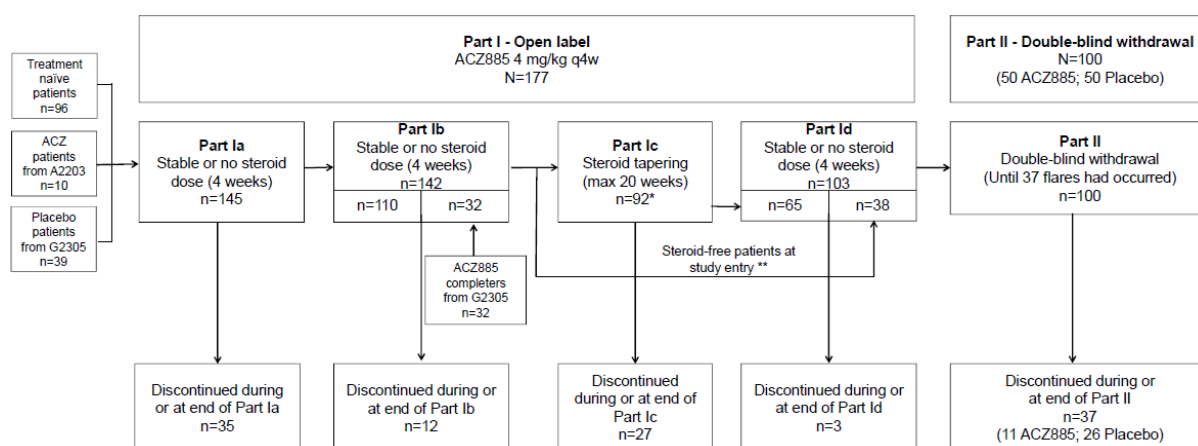 Part I - Open label
ACZ885 4 mg/kg q4w
N=177
Part II - Double-blind withdrawal
N=100
(50 ACZ885; 50 Placebo)
Treatment
naïve
patients
n=96
ACZ
patients
from A2203
n=10
Placebo
patients
from G2305
n=39
Part Ia
Stable or no steroid
dose (4 weeks)
n=145
Part Ib
Stable or no steroid
dose (4 weeks)
n=142
n=110
n=32
ACZ885
completers
from G2305
n=32
Part Ic
Steroid tapering
(max 20 weeks)
n=92*
Part Id
Stable or no steroid
dose (4 weeks)
n=103
n=65
n=38
Steroid-free patients at
study entry **
Part II
Double-blind withdrawal
(Until 37 flares had occurred)
n=100
Discontinued during
or at end of Part Ia
n=35
Discontinued during or
at end of Part Ib
n=12
Discontinued
during or at end of
Part Ic
n=27
Discontinued during or
at end of Part Id
n=3
Discontinued during or
at end of Part II
n=37
(11 ACZ885; 26 Placebo)